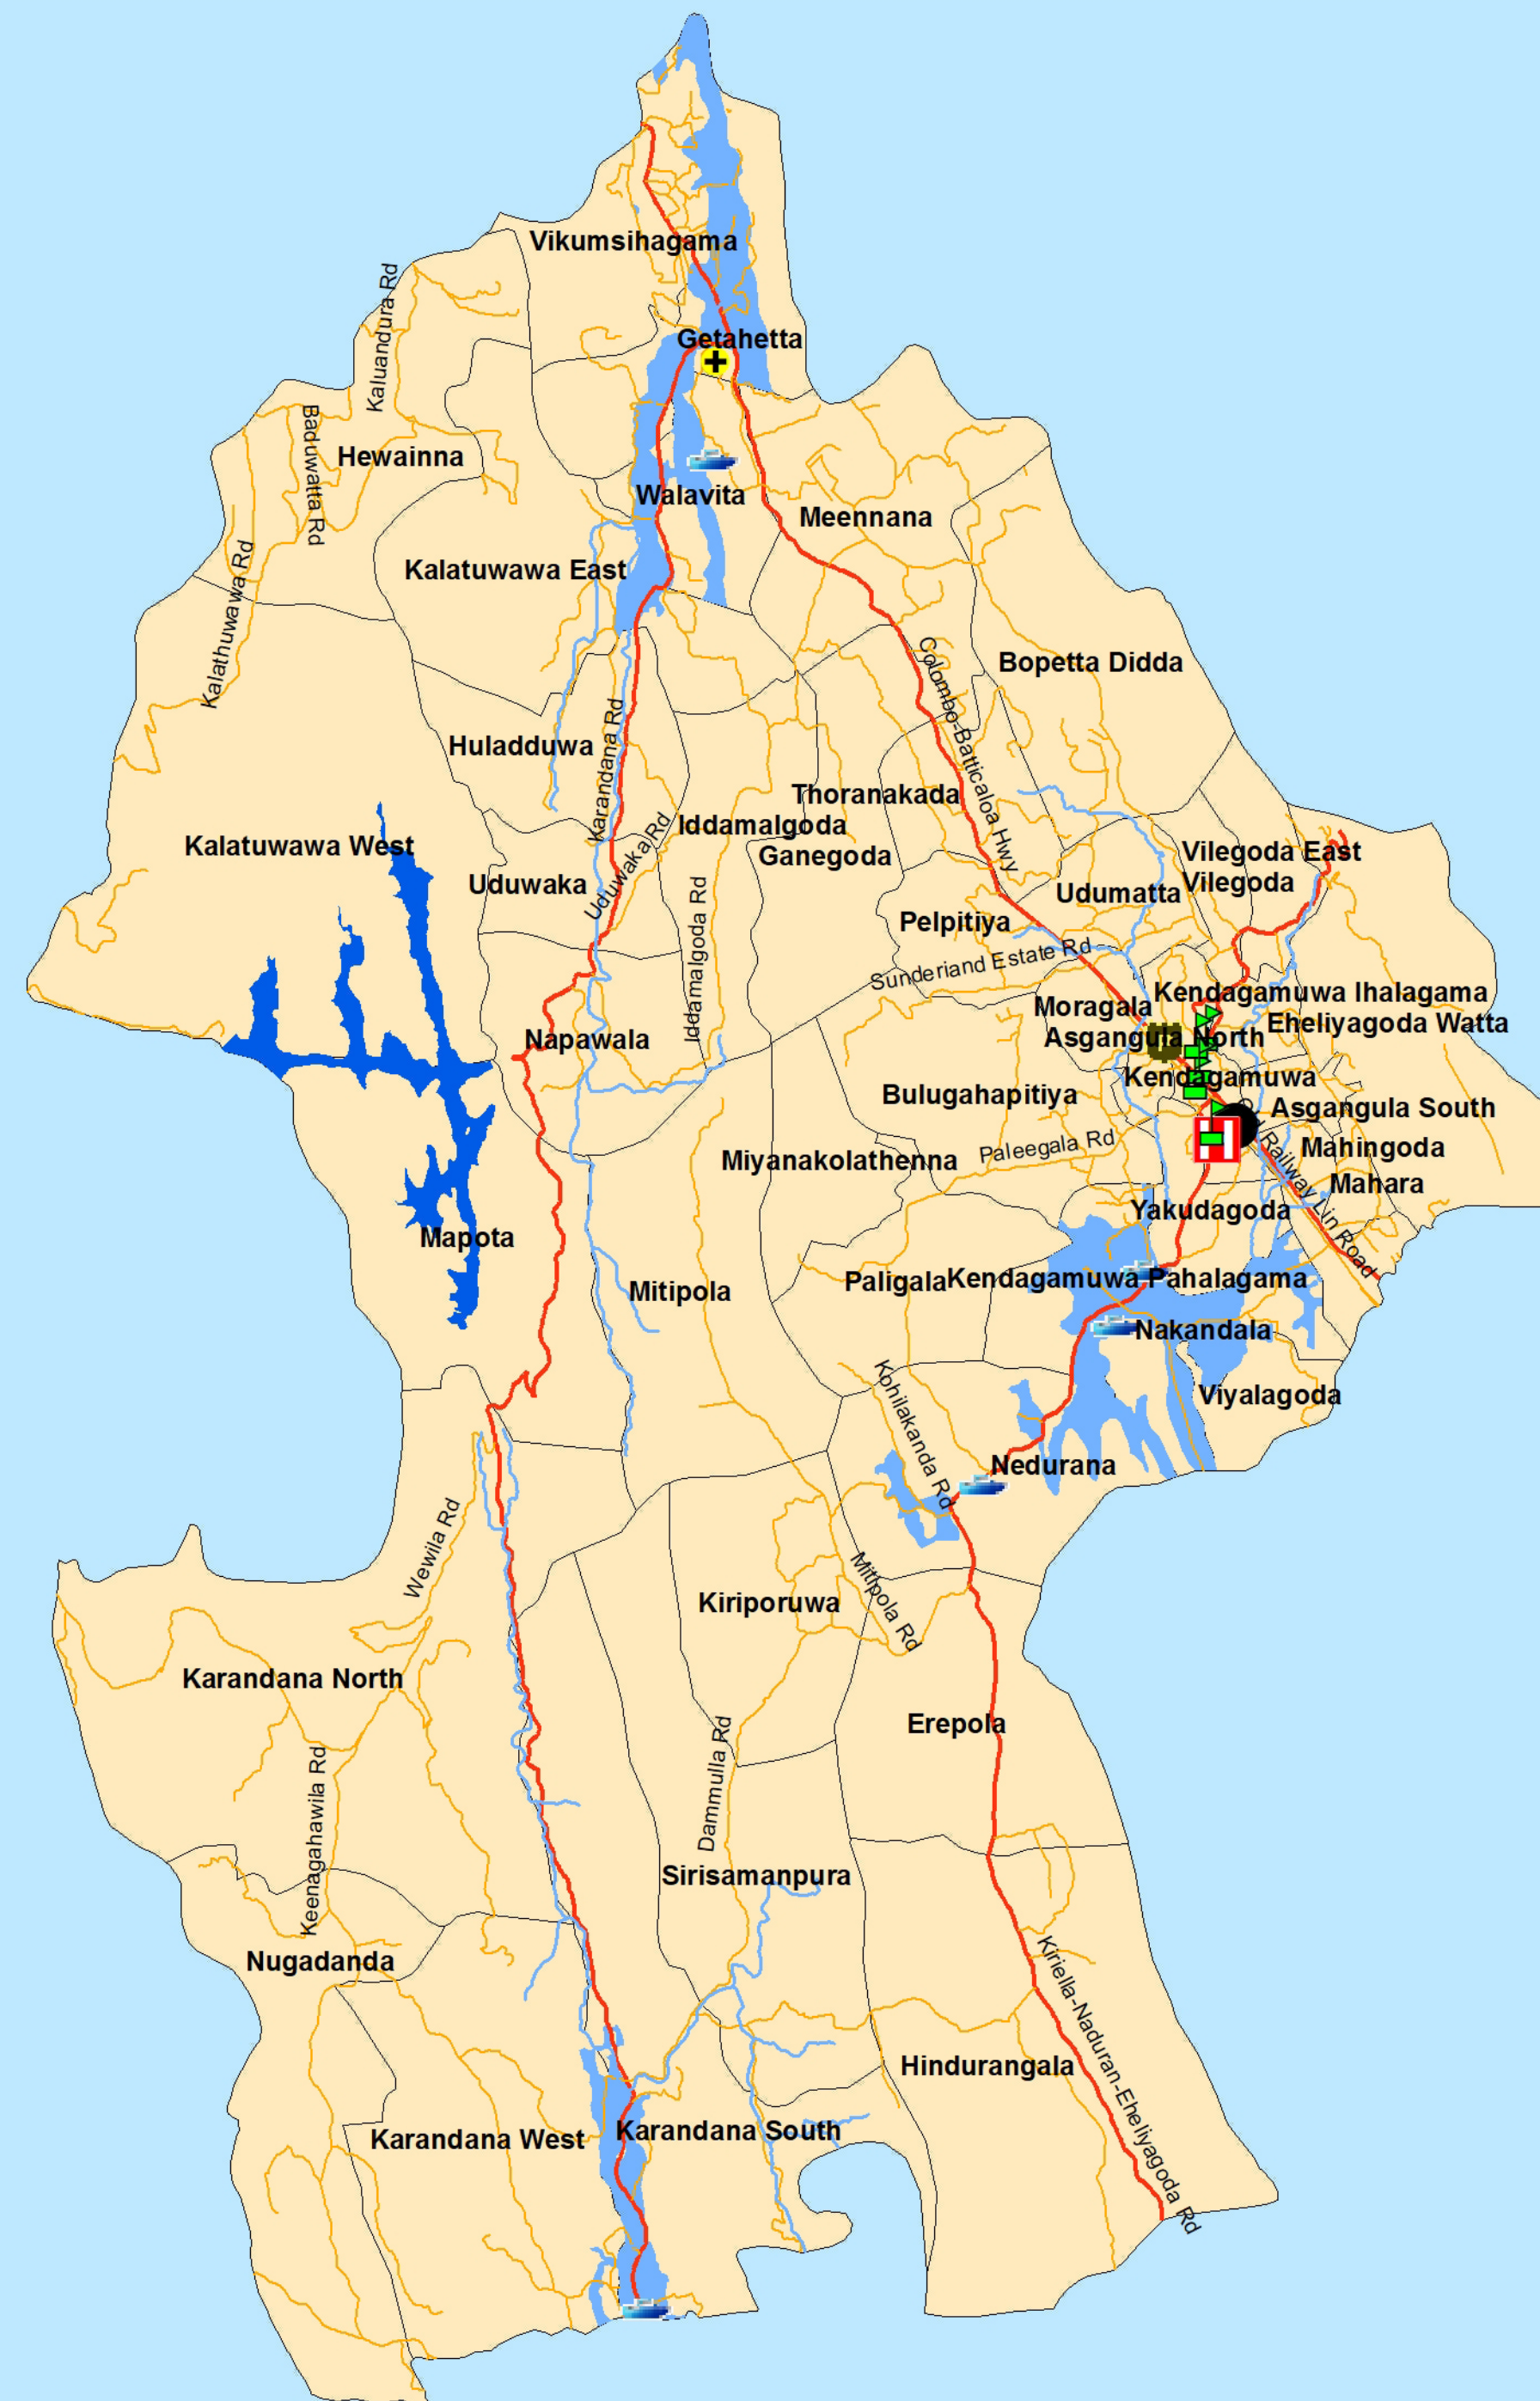 Vikumsihagama
Kaluandura Rd
Getahetta
Baduwatta Rd
Hewainna
Walavita
Meennana
Kalathuwawa Rd
Kalatuwawa East
Bopetta Didda
Colombo-Batticaloa Hwy
Karandana Rd
Huladduwa
Thoranakada
Iddamalgoda
Kalatuwawa West
Ganegoda
Vilegoda East
Uduwaka
Uduwaka Rd
Udumatta
Vilegoda
Pelpitiya
Iddamalgoda Rd
Sunderiand Estate Rd
Kendagamuwa Ihalagama
Moragala
Eheliyagoda Watta
Napawala
Asgangula North
Kendagamuwa
Bulugahapitiya
Asgangula South
Railway Lin Road
Paleegala Rd
Mahingoda
Miyanakolathenna
Mahara
Yakudagoda
Mapota
Paligala
Kendagamuwa Pahalagama
Mitipola
Nakandala
Viyalagoda
Kohilakanda Rd
Nedurana
Wewila Rd
Kiriporuwa
Mitipola Rd
Karandana North
Erepola
Dammulla Rd
Keenagahawila Rd
Sirisamanpura
Nugadanda
Kiriella-Naduran-Eheliyagoda Rd
Hindurangala
Karandana West
Karandana South